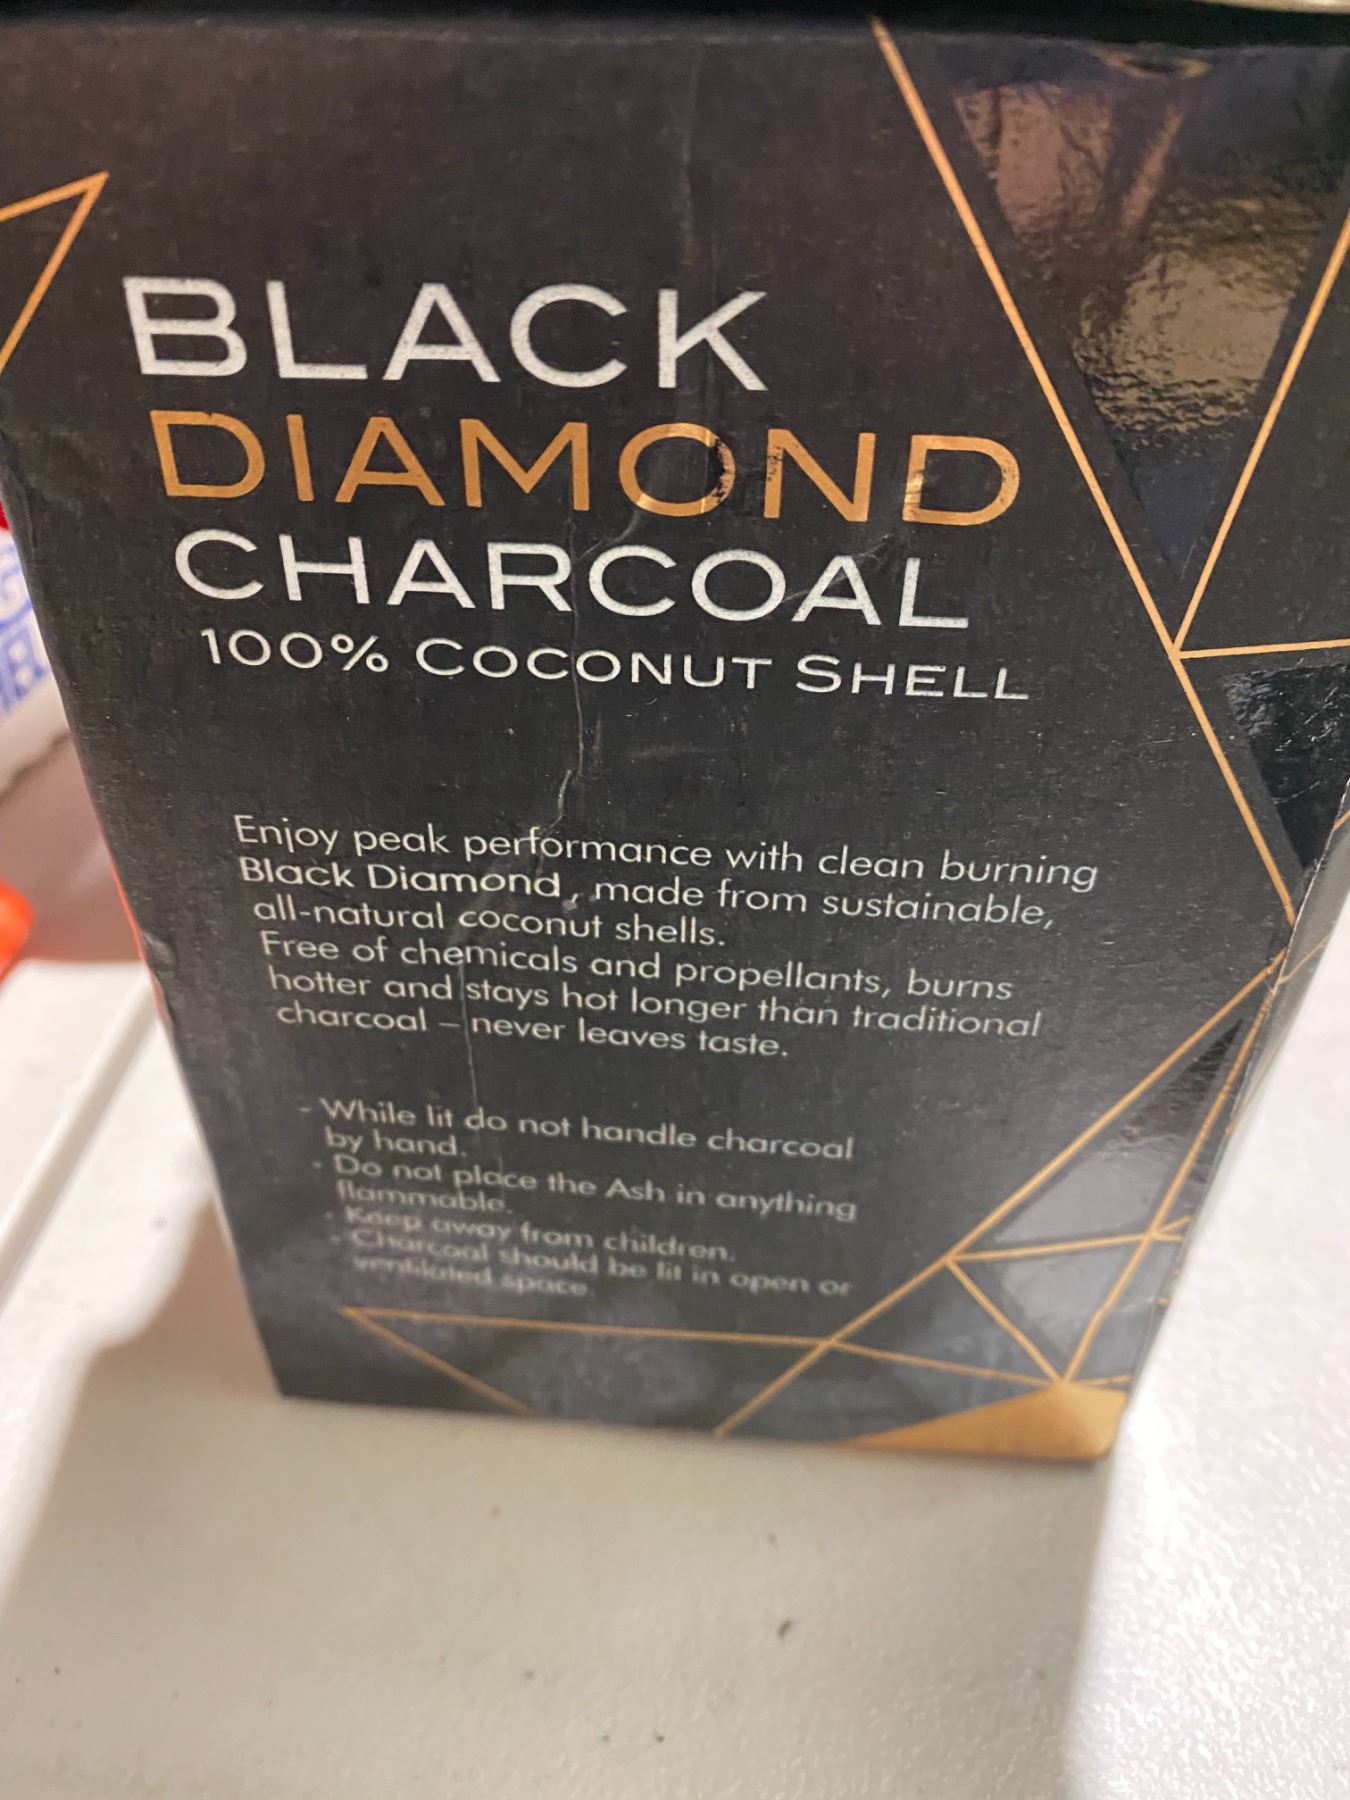 BLACK
DIAMOND
CHARCOAL
100% COCONUT SHELL
Enjoy peak performance with clean burning
Black Diamond, made from sustainable,
all-natural coconut shells.
Free of chemicals and propellants, burns
hotter and stays hot longer than traditional
charcoal – never leaves taste.
- While lit do not handle charcoal
by hand.
- Do not place the Ash in anything
flammable.
- Keep away from children.
- Charcoal should be lit in open or
ventilated space.